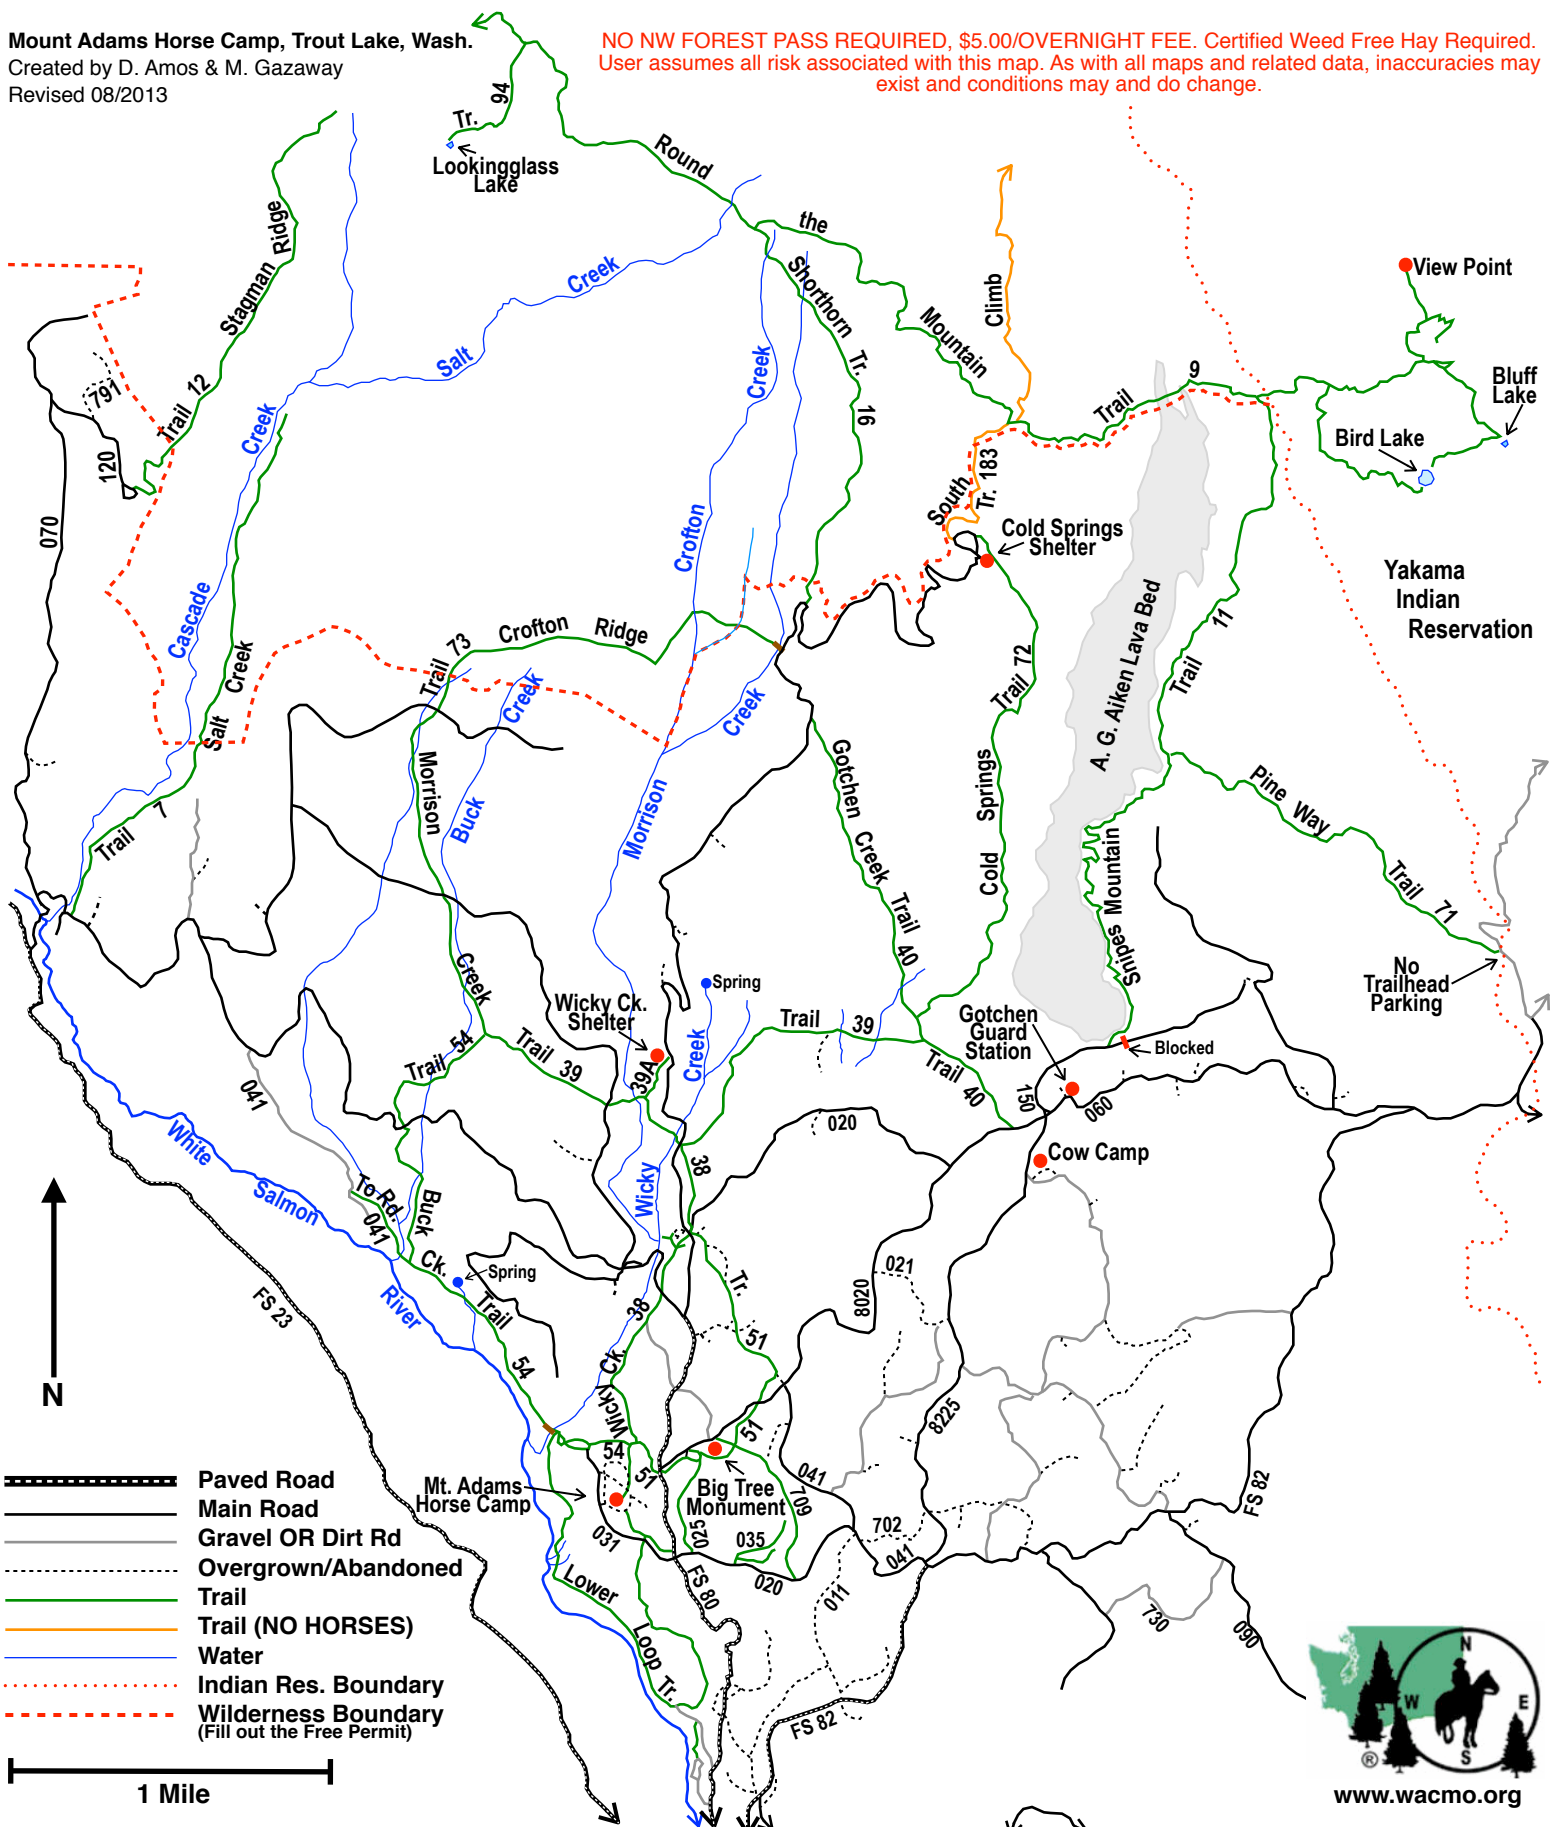 Mount Adams Horse Camp, Trout Lake, Wash.
Created by D. Amos & M. Gazaway
Revised 08/2013
NO NW FOREST PASS REQUIRED, $5.00/OVERNIGHT FEE. Certified Weed Free Hay Required.
User assumes all risk associated with this map. As with all maps and related data, inaccuracies may
exist and conditions may and do change.
Tr. 94
Lookingglass
Lake
Round
the
Mountain
Trail
9
Stagman Ridge
Trail 12
791
120
070
Salt
Creek
Cascade
Creek
Shorthorn Tr. 16
Crofton
Creek
Climb
South
Tr. 183
View Point
Bluff
Lake
Bird Lake
Cold Springs
Shelter
Yakama
Indian
Reservation
A. G. Aiken Lava Bed
Trail 11
Trail 72
Cold Springs
Crofton Ridge
Trail 73
Salt Creek
Trail 7
Morrison
Creek
Buck
Creek
Morrison
Creek
Gotchen Creek Trail 40
Pine Way
Trail 71
Snipes Mountain
No
Trailhead
Parking
Spring
Wicky Ck.
Shelter
Creek
Wicky
Trail 39
Trail 40
Gotchen
Guard
Station
Blocked
150
060
Cow Camp
Trail 54
Trail 39
39A
38
020
041
To Rd.
041
Buck
Ck.
Trail
54
Spring
White
Salmon
River
FS 23
021
8020
Tr.
51
38
Wicky Ck.
54
51
51
8225
FS 82
N
Mt. Adams
Horse Camp
Big Tree
Monument
041
709
025
035
031
020
702
041
011
FS 80
730
090
Lower
Loop
Tr.
FS 82
Paved Road
Main Road
Gravel OR Dirt Rd
Overgrown/Abandoned
Trail
Trail (NO HORSES)
Water
Indian Res. Boundary
Wilderness Boundary
(Fill out the Free Permit)
1 Mile
N
W
E
S
®
www.wacmo.org